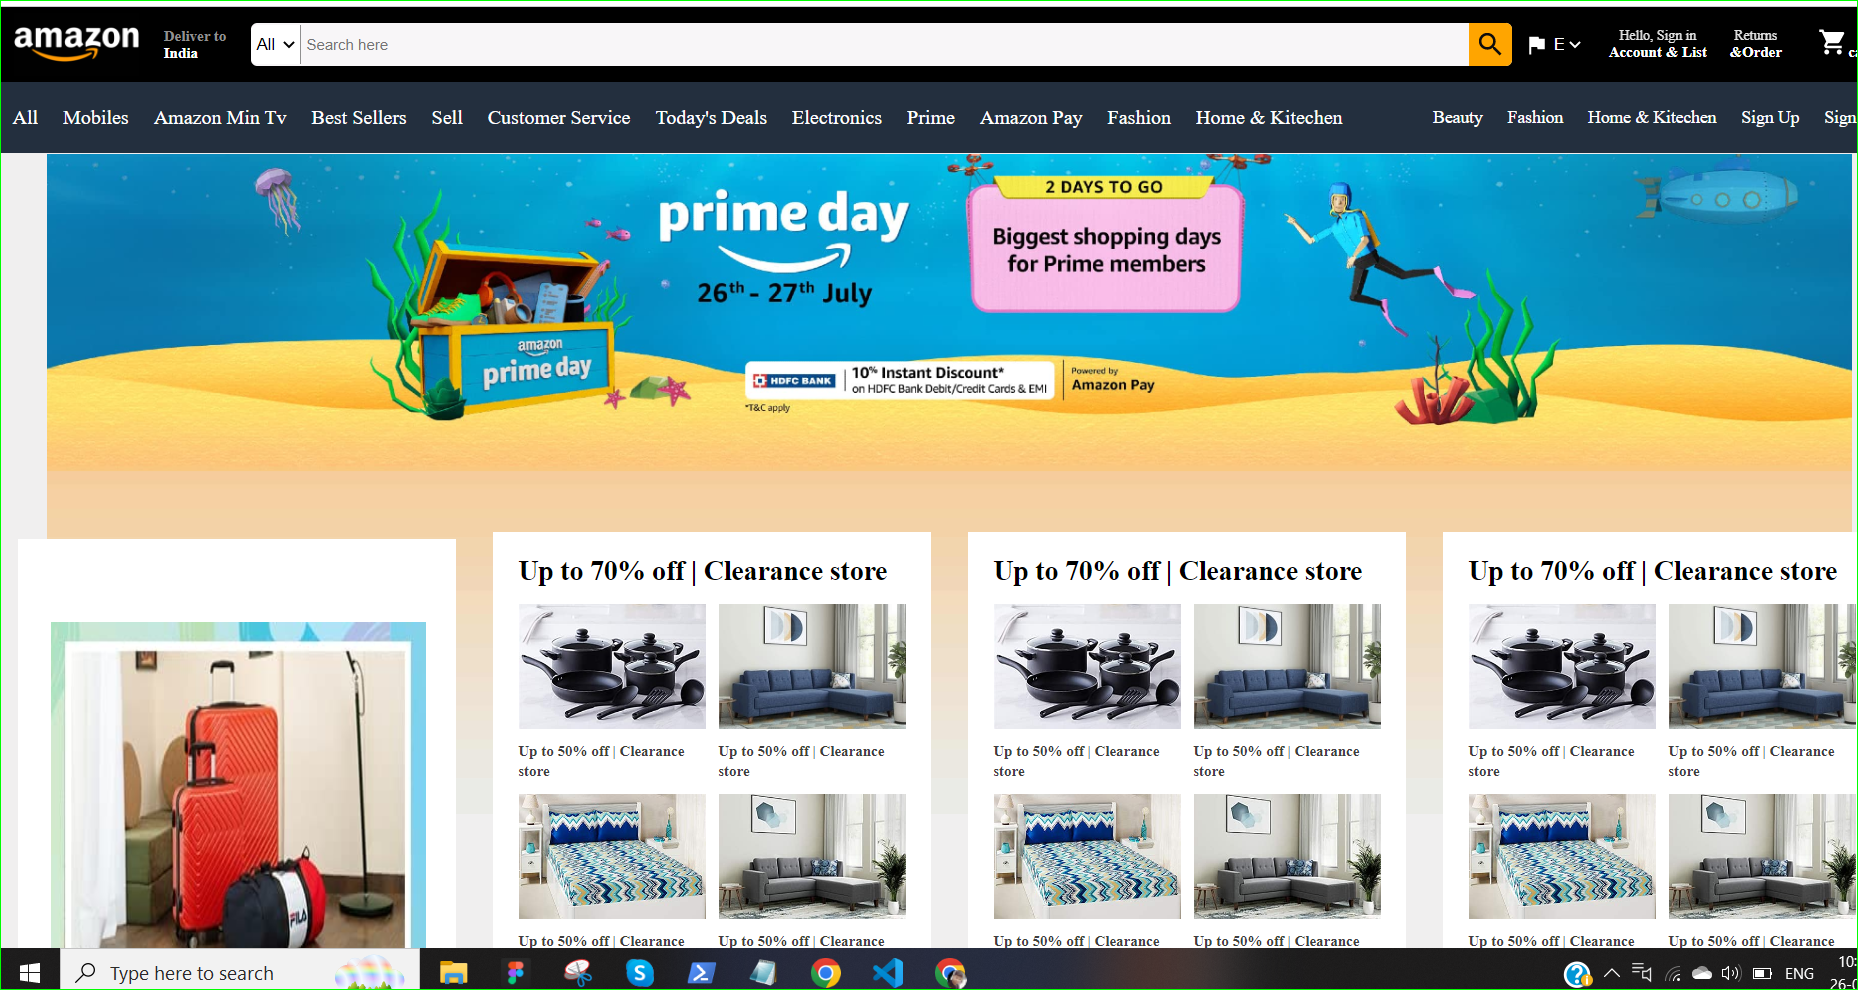 amazon
Deliver to
India
All
Search here
E
Hello, Sign in
Account & List
Returns
&Order
All Mobiles Amazon Min Tv Best Sellers Sell Customer Service Today's Deals Electronics Prime Amazon Pay Fashion Home & Kitechen Beauty Fashion Home & Kitechen Sign Up Sign
prime day
26th - 27th July
2 DAYS TO GO
Biggest shopping days
for Prime members
amazon
prime day
HDFC BANK
10% Instant Discount*
on HDFC Bank Debit/Credit Cards & EMI
Powered by
Amazon Pay
*T&C apply
FILA
Up to 70% off | Clearance store
Up to 50% off | Clearance
store
Up to 50% off | Clearance
store
Up to 50% off | Clearance
Up to 50% off | Clearance
Up to 70% off | Clearance store
Up to 50% off | Clearance
store
Up to 50% off | Clearance
store
Up to 50% off | Clearance
Up to 50% off | Clearance
Up to 70% off | Clearance store
Up to 50% off | Clearance
store
Up to 50% off | Clearance
store
Up to 50% off | Clearance
Up to 50% off | Clearance
Type here to search
ENG
10:
26-0